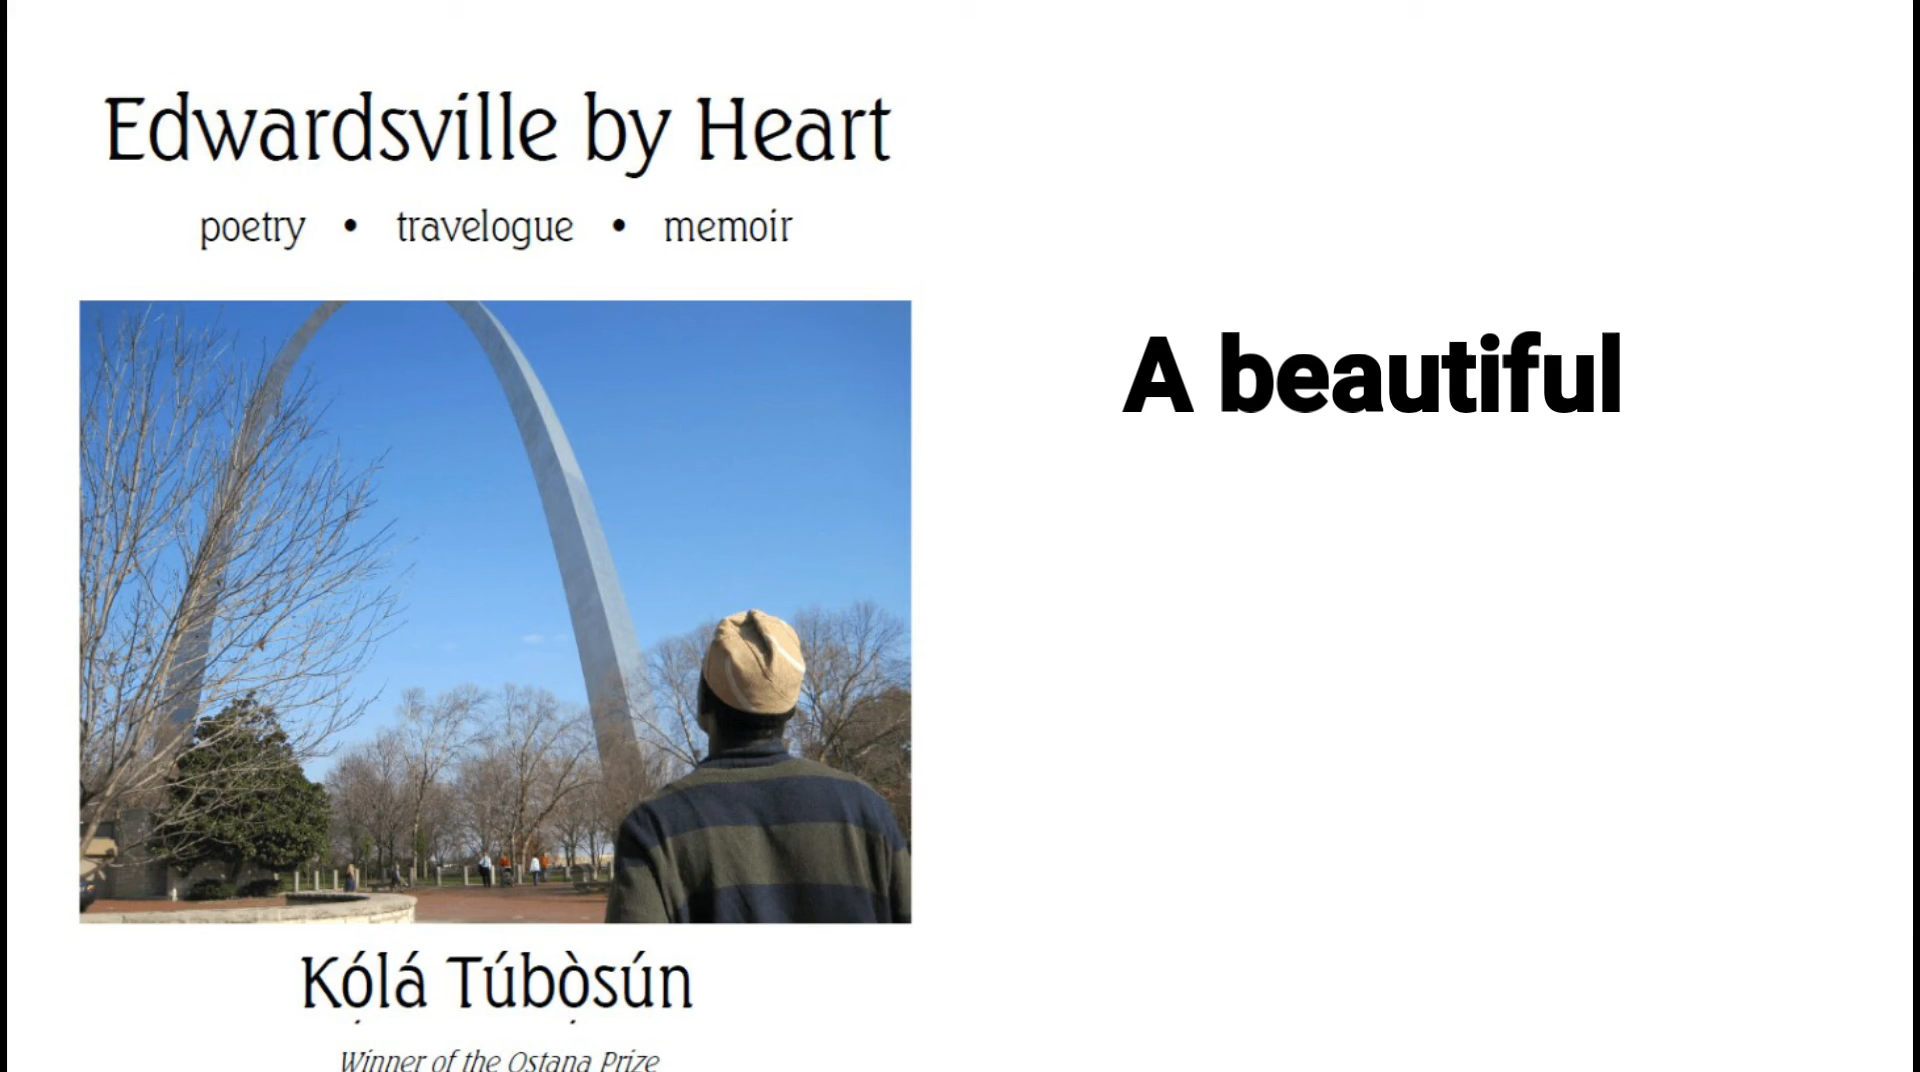 Edwardsville by Heart
poetry • travelogue • memoir
Kọ́lá Túbọ̀sún
Winner of the Ostana Prize
A beautiful